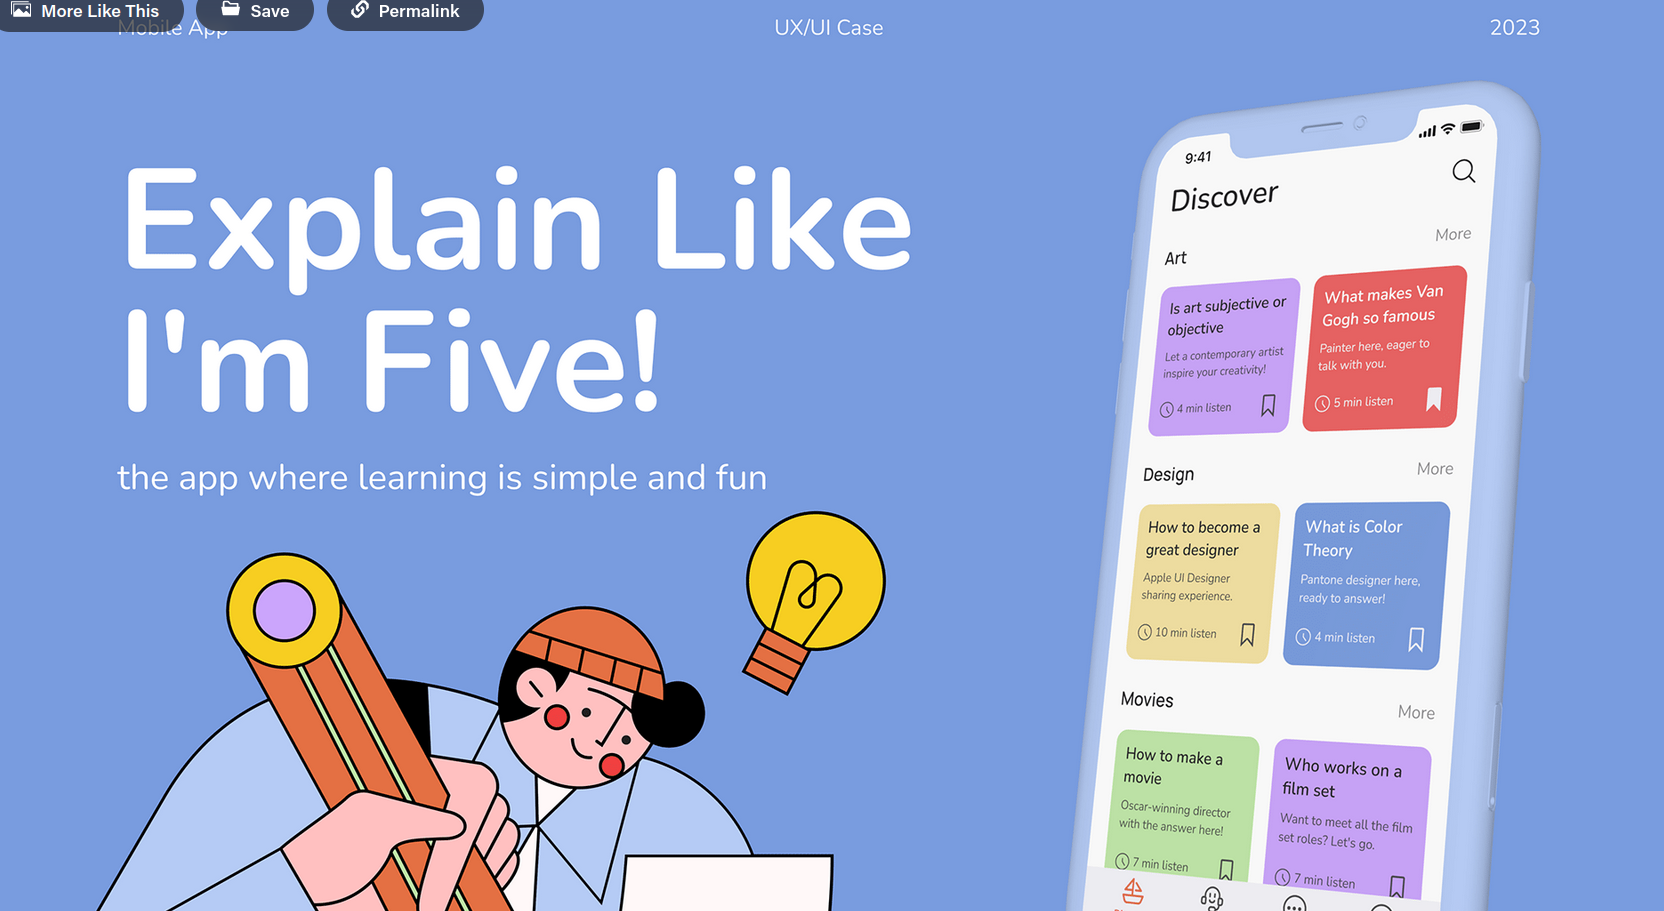 More Like This
Save
Permalink
Mobile App
UX/UI Case
2023
Explain Like
I'm Five!
the app where learning is simple and fun
9:41
Discover
More
Art
Is art subjective or
objective
Let a contemporary artist
inspire your creativity!
4 min listen
What makes Van
Gogh so famous
Painter here, eager to
talk with you.
5 min listen
Design
More
How to become a
great designer
Apple UI Designer
sharing experience.
10 min listen
What is Color
Theory
Pantone designer here,
ready to answer!
4 min listen
Movies
More
How to make a
movie
Oscar-winning director
with the answer here!
7 min listen
Who works on a
film set
Want to meet all the film
set roles? Let's go.
7 min listen